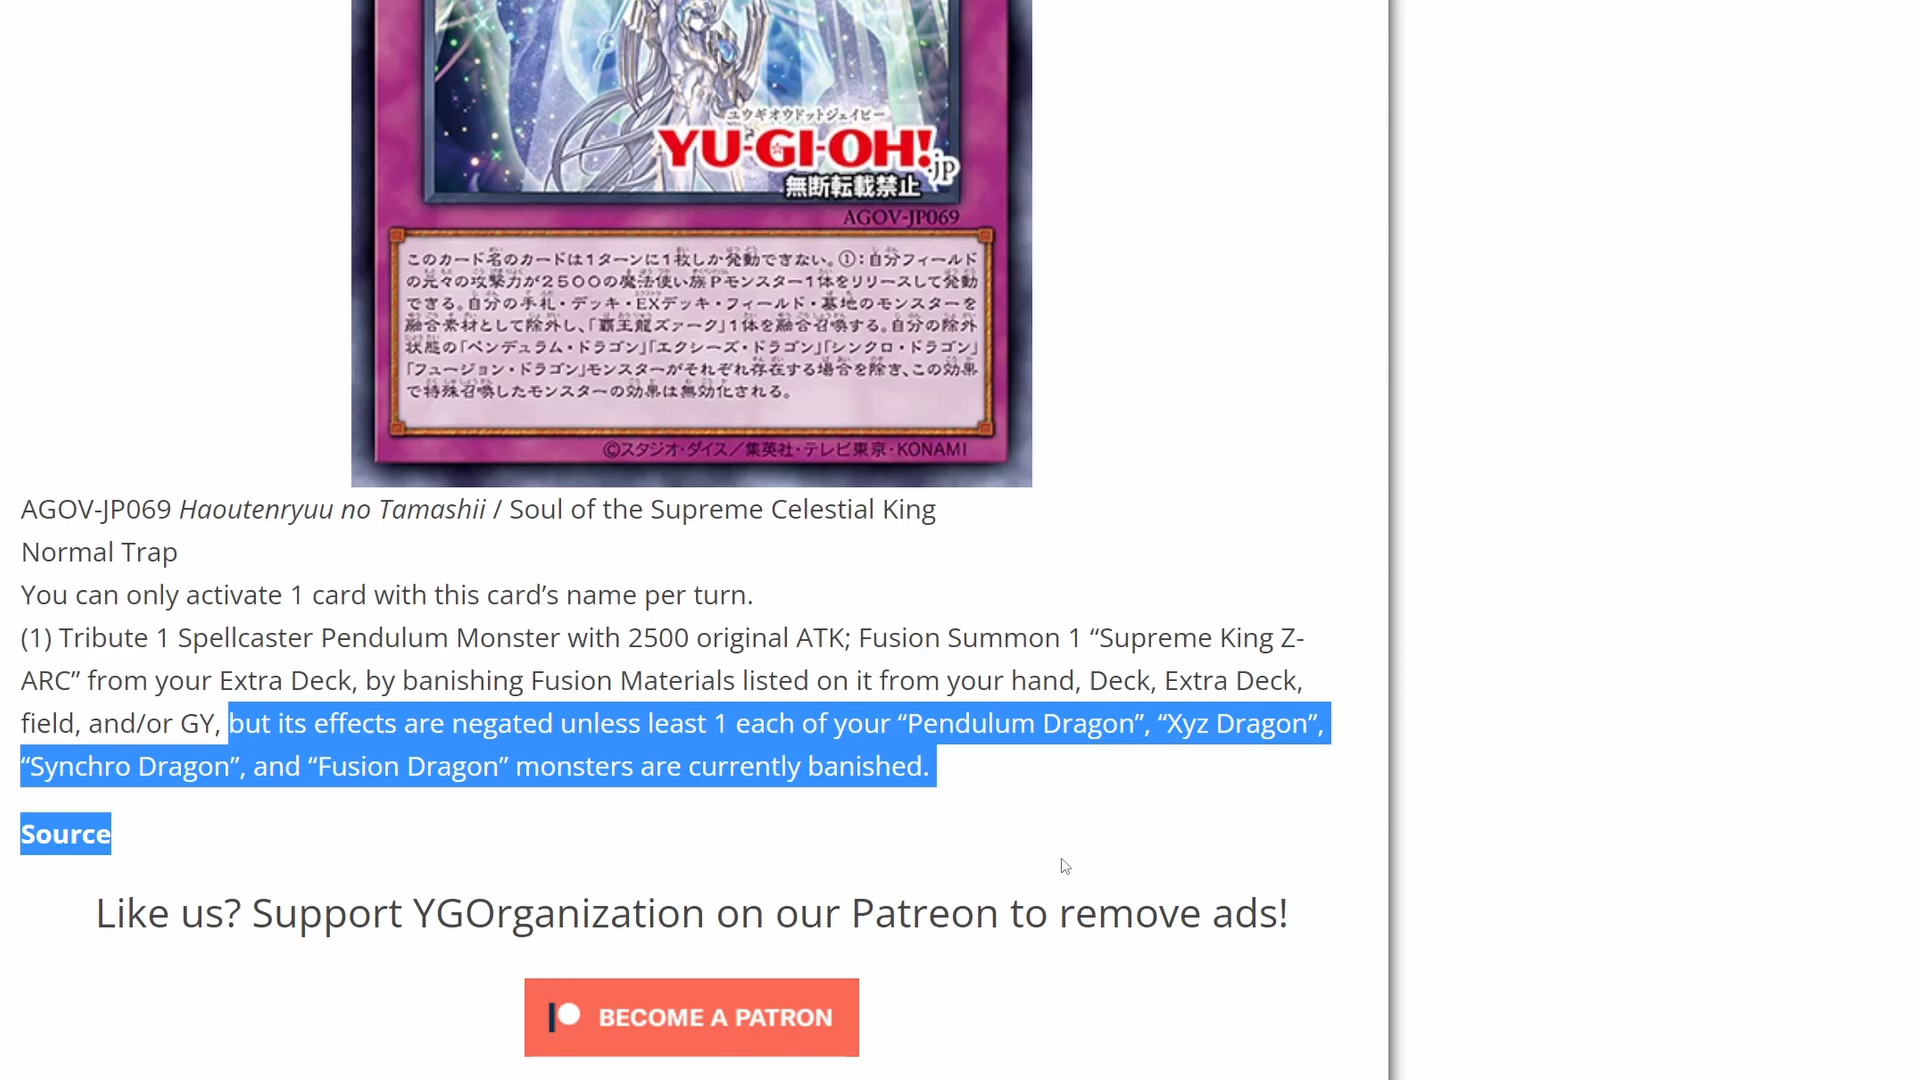 ユウギオウドットジェイピー
YU-GI-OH!.jp
無断転載禁止
AGOV-JP069
このカード名のカードは1ターンに1枚しか発動できない。①:自分フィールド
の元々の攻撃力が2500の魔法使い族Pモンスター1体をリリースして発動
できる。自分の手札・デッキ・EXデッキ・フィールド・墓地のモンスターを
融合素材として除外し、「覇王龍ズァーク」1体を融合召喚する。自分の除外
状態の「ペンデュラム・ドラゴン」「エクシーズ・ドラゴン」「シンクロ・ドラゴン」
「フュージョン・ドラゴン」モンスターがそれぞれ存在する場合を除き、この効果
で特殊召喚したモンスターの効果は無効化される。
©スタジオ・ダイス/集英社・テレビ東京・KONAMI
AGOV-JP069 Haoutenryuu no Tamashii / Soul of the Supreme Celestial King
Normal Trap
You can only activate 1 card with this card’s name per turn.
(1) Tribute 1 Spellcaster Pendulum Monster with 2500 original ATK; Fusion Summon 1 “Supreme King Z-
ARC” from your Extra Deck, by banishing Fusion Materials listed on it from your hand, Deck, Extra Deck,
field, and/or GY, but its effects are negated unless least 1 each of your “Pendulum Dragon”, “Xyz Dragon”,
“Synchro Dragon”, and “Fusion Dragon” monsters are currently banished.
Source
Like us? Support YGOrganization on our Patreon to remove ads!
BECOME A PATRON